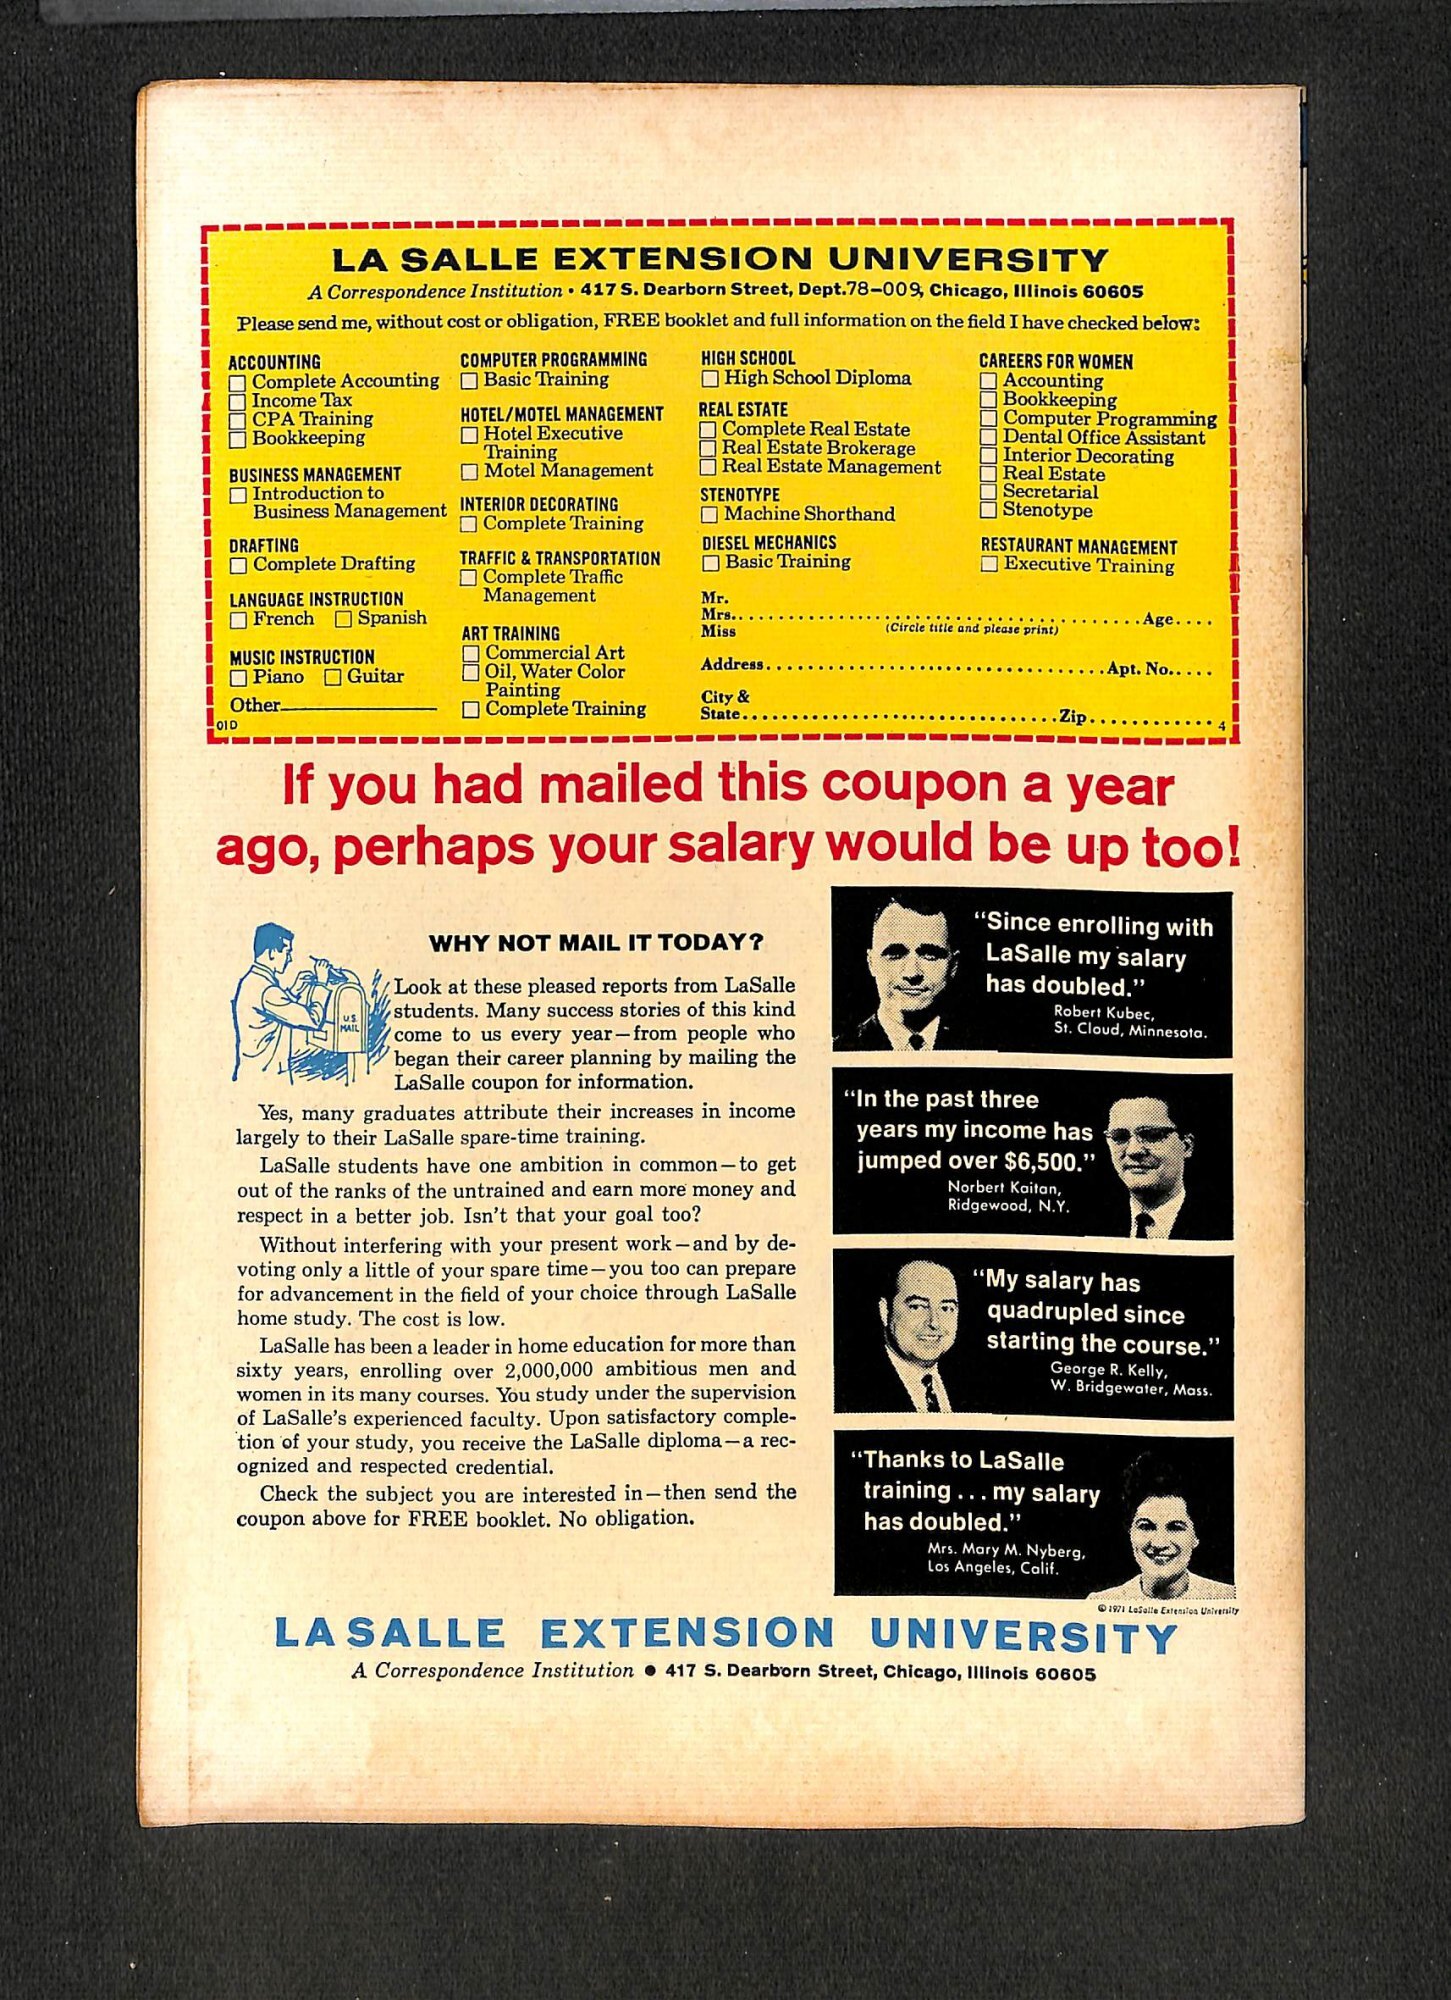 LA SALLE EXTENSION UNIVERSITY
A Correspondence Institution • 417 S. Dearborn Street, Dept.78-009, Chicago, Illinois 60605
Please send me, without cost or obligation, FREE booklet and full information on the field I have checked below:
ACCOUNTING
Complete Accounting
Income Tax
CPA Training
Bookkeeping
BUSINESS MANAGEMENT
Introduction to
Business Management
DRAFTING
Complete Drafting
LANGUAGE INSTRUCTION
French Spanish
MUSIC INSTRUCTION
Piano Guitar
Other
01D
COMPUTER PROGRAMMING
Basic Training
HOTEL/MOTEL MANAGEMENT
Hotel Executive
Training
Motel Management
INTERIOR DECORATING
Complete Training
TRAFFIC & TRANSPORTATION
Complete Traffic
Management
ART TRAINING
Commercial Art
Oil, Water Color
Painting
Complete Training
HIGH SCHOOL
High School Diploma
REAL ESTATE
Complete Real Estate
Real Estate Brokerage
Real Estate Management
STENOTYPE
Machine Shorthand
DIESEL MECHANICS
Basic Training
CAREERS FOR WOMEN
Accounting
Bookkeeping
Computer Programming
Dental Office Assistant
Interior Decorating
Real Estate
Secretarial
Stenotype
RESTAURANT MANAGEMENT
Executive Training
Mr.
Mrs. Age
Miss (Circle title and please print)
Address Apt. No.
City &
State Zip
4
If you had mailed this coupon a year
ago, perhaps your salary would be up too!
U.S.
MAIL
WHY NOT MAIL IT TODAY?
Look at these pleased reports from LaSalle
students. Many success stories of this kind
come to us every year—from people who
began their career planning by mailing the
LaSalle coupon for information.
Yes, many graduates attribute their increases in income
largely to their LaSalle spare-time training.
LaSalle students have one ambition in common—to get
out of the ranks of the untrained and earn more money and
respect in a better job. Isn't that your goal too?
Without interfering with your present work—and by de-
voting only a little of your spare time—you too can prepare
for advancement in the field of your choice through LaSalle
home study. The cost is low.
LaSalle has been a leader in home education for more than
sixty years, enrolling over 2,000,000 ambitious men and
women in its many courses. You study under the supervision
of LaSalle's experienced faculty. Upon satisfactory comple-
tion of your study, you receive the LaSalle diploma—a rec-
ognized and respected credential.
Check the subject you are interested in—then send the
coupon above for FREE booklet. No obligation.
"Since enrolling with
LaSalle my salary
has doubled."
Robert Kubec,
St. Cloud, Minnesota.
"In the past three
years my income has
jumped over $6,500."
Norbert Kaitan,
Ridgewood, N.Y.
"My salary has
quadrupled since
starting the course."
George R. Kelly,
W. Bridgewater, Mass.
"Thanks to LaSalle
training ... my salary
has doubled."
Mrs. Mary M. Nyberg,
Los Angeles, Calif.
© 1971 LaSalle Extension University
LASALLE EXTENSION UNIVERSITY
A Correspondence Institution • 417 S. Dearborn Street, Chicago, Illinois 60605